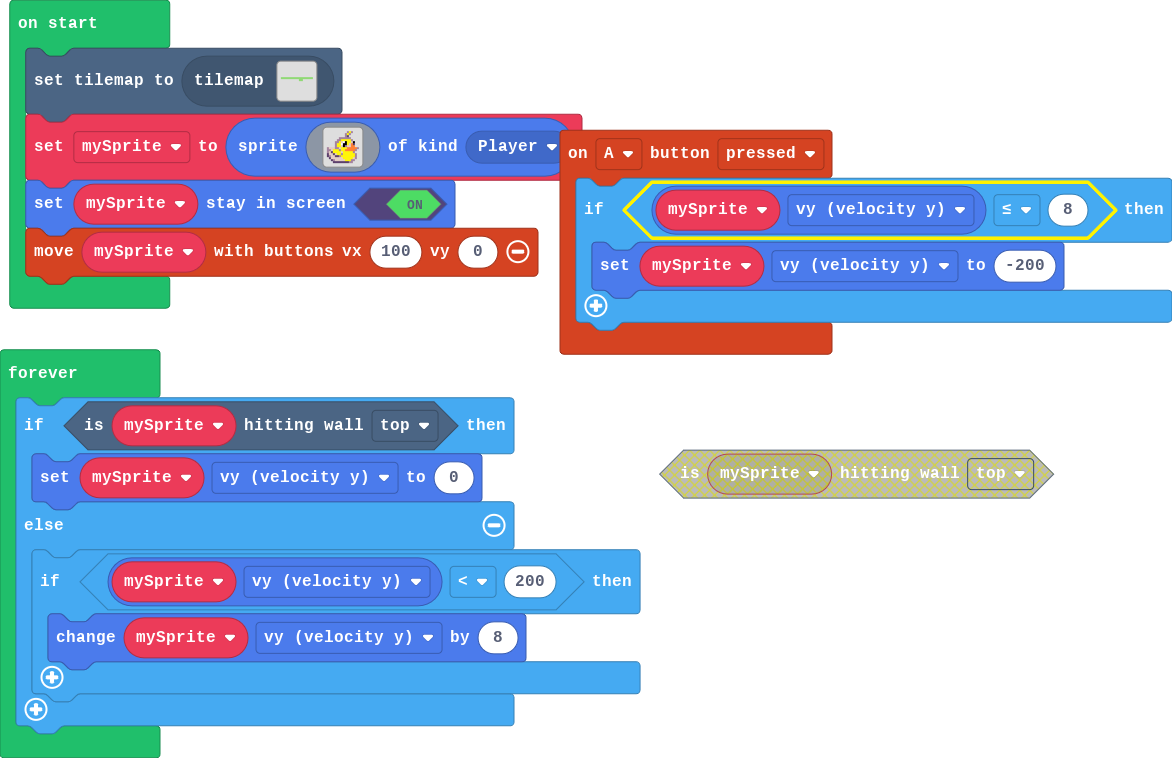 on start
set tilemap to tilemap
set mySprite to sprite of kind Player
set mySprite stay in screen ON
move mySprite with buttons vx 100 vy 0
on A button pressed
if mySprite vy (velocity y) ≤ 8 then
set mySprite vy (velocity y) to -200
forever
if is mySprite hitting wall top then
set mySprite vy (velocity y) to 0
else
if mySprite vy (velocity y) < 200 then
change mySprite vy (velocity y) by 8
is mySprite hitting wall top